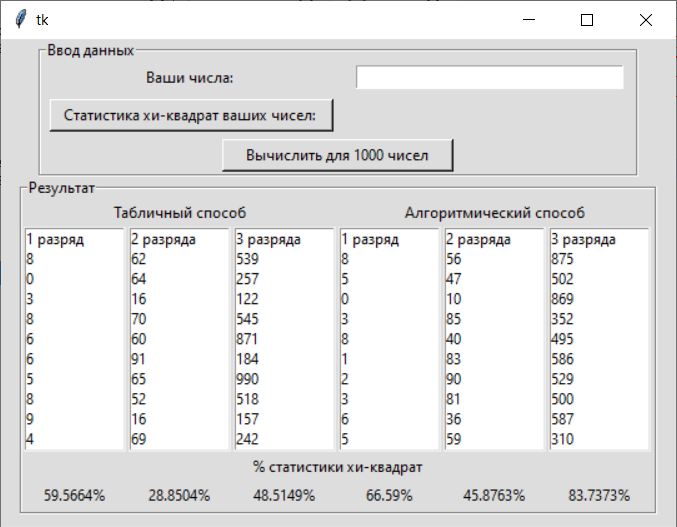 tk
Ввод данных
Ваши числа:
Статистика хи-квадрат ваших чисел:
Вычислить для 1000 чисел
Результат
Табличный способ Алгоритмический способ
1 разряд 2 разряда 3 разряда 1 разряд 2 разряда 3 разряда
8 62 539 8 56 875
0 64 257 5 47 502
3 16 122 0 10 869
8 70 545 3 85 352
6 60 871 8 40 495
6 91 184 1 83 586
5 65 990 2 90 529
8 52 518 3 81 500
9 16 157 6 36 587
4 69 242 5 59 310
% статистики хи-квадрат
59.5664% 28.8504% 48.5149% 66.59% 45.8763% 83.7373%